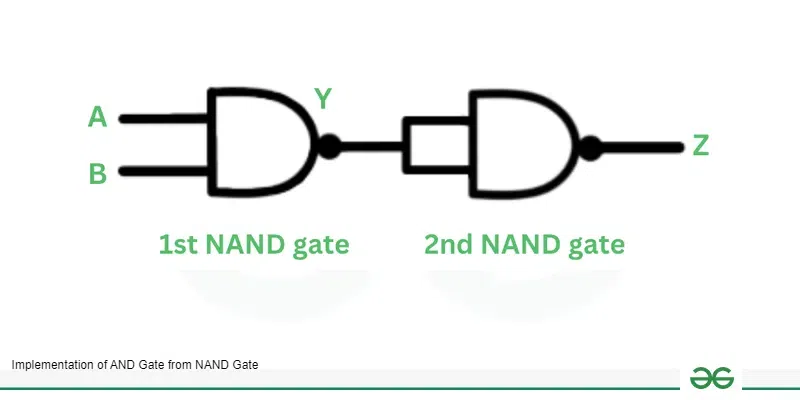 A
B
Y
Z
1st NAND gate
2nd NAND gate
Implementation of AND Gate from NAND Gate